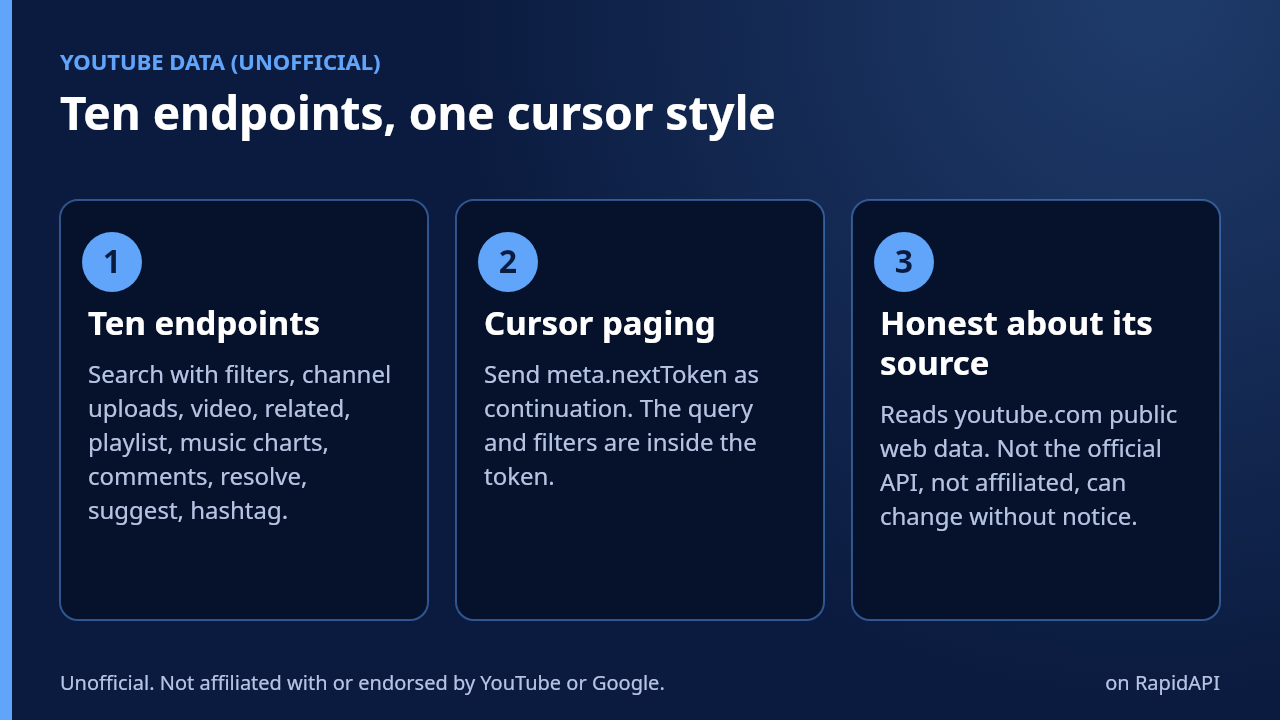 YOUTUBE DATA (UNOFFICIAL)
Ten endpoints, one cursor style
1
Ten endpoints
Search with filters, channel
uploads, video, related,
playlist, music charts,
comments, resolve,
suggest, hashtag.
2
Cursor paging
Send meta.nextToken as
continuation. The query
and filters are inside the
token.
3
Honest about its
source
Reads youtube.com public
web data. Not the official
API, not affiliated, can
change without notice.
Unofficial. Not affiliated with or endorsed by YouTube or Google.
on RapidAPI